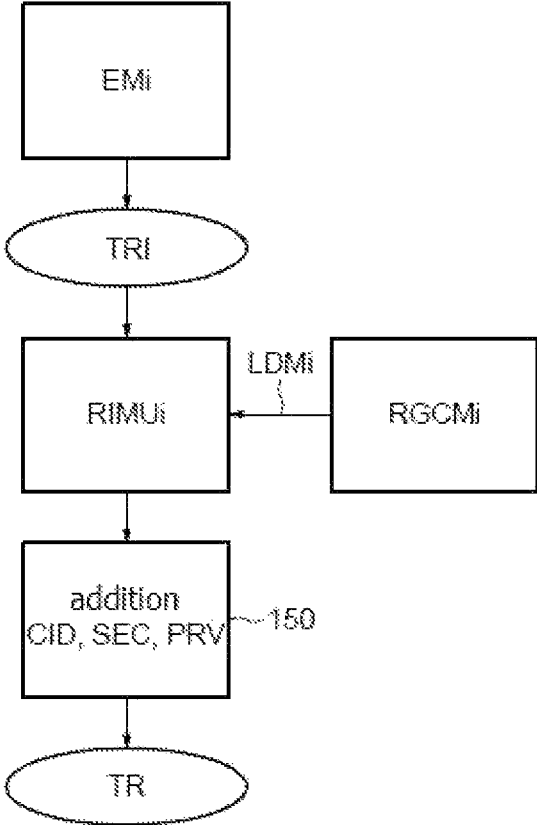 EMi
TRI
LDMi
RIMUi
RGCMi
addition
CID, SEC, PRV
150
TR